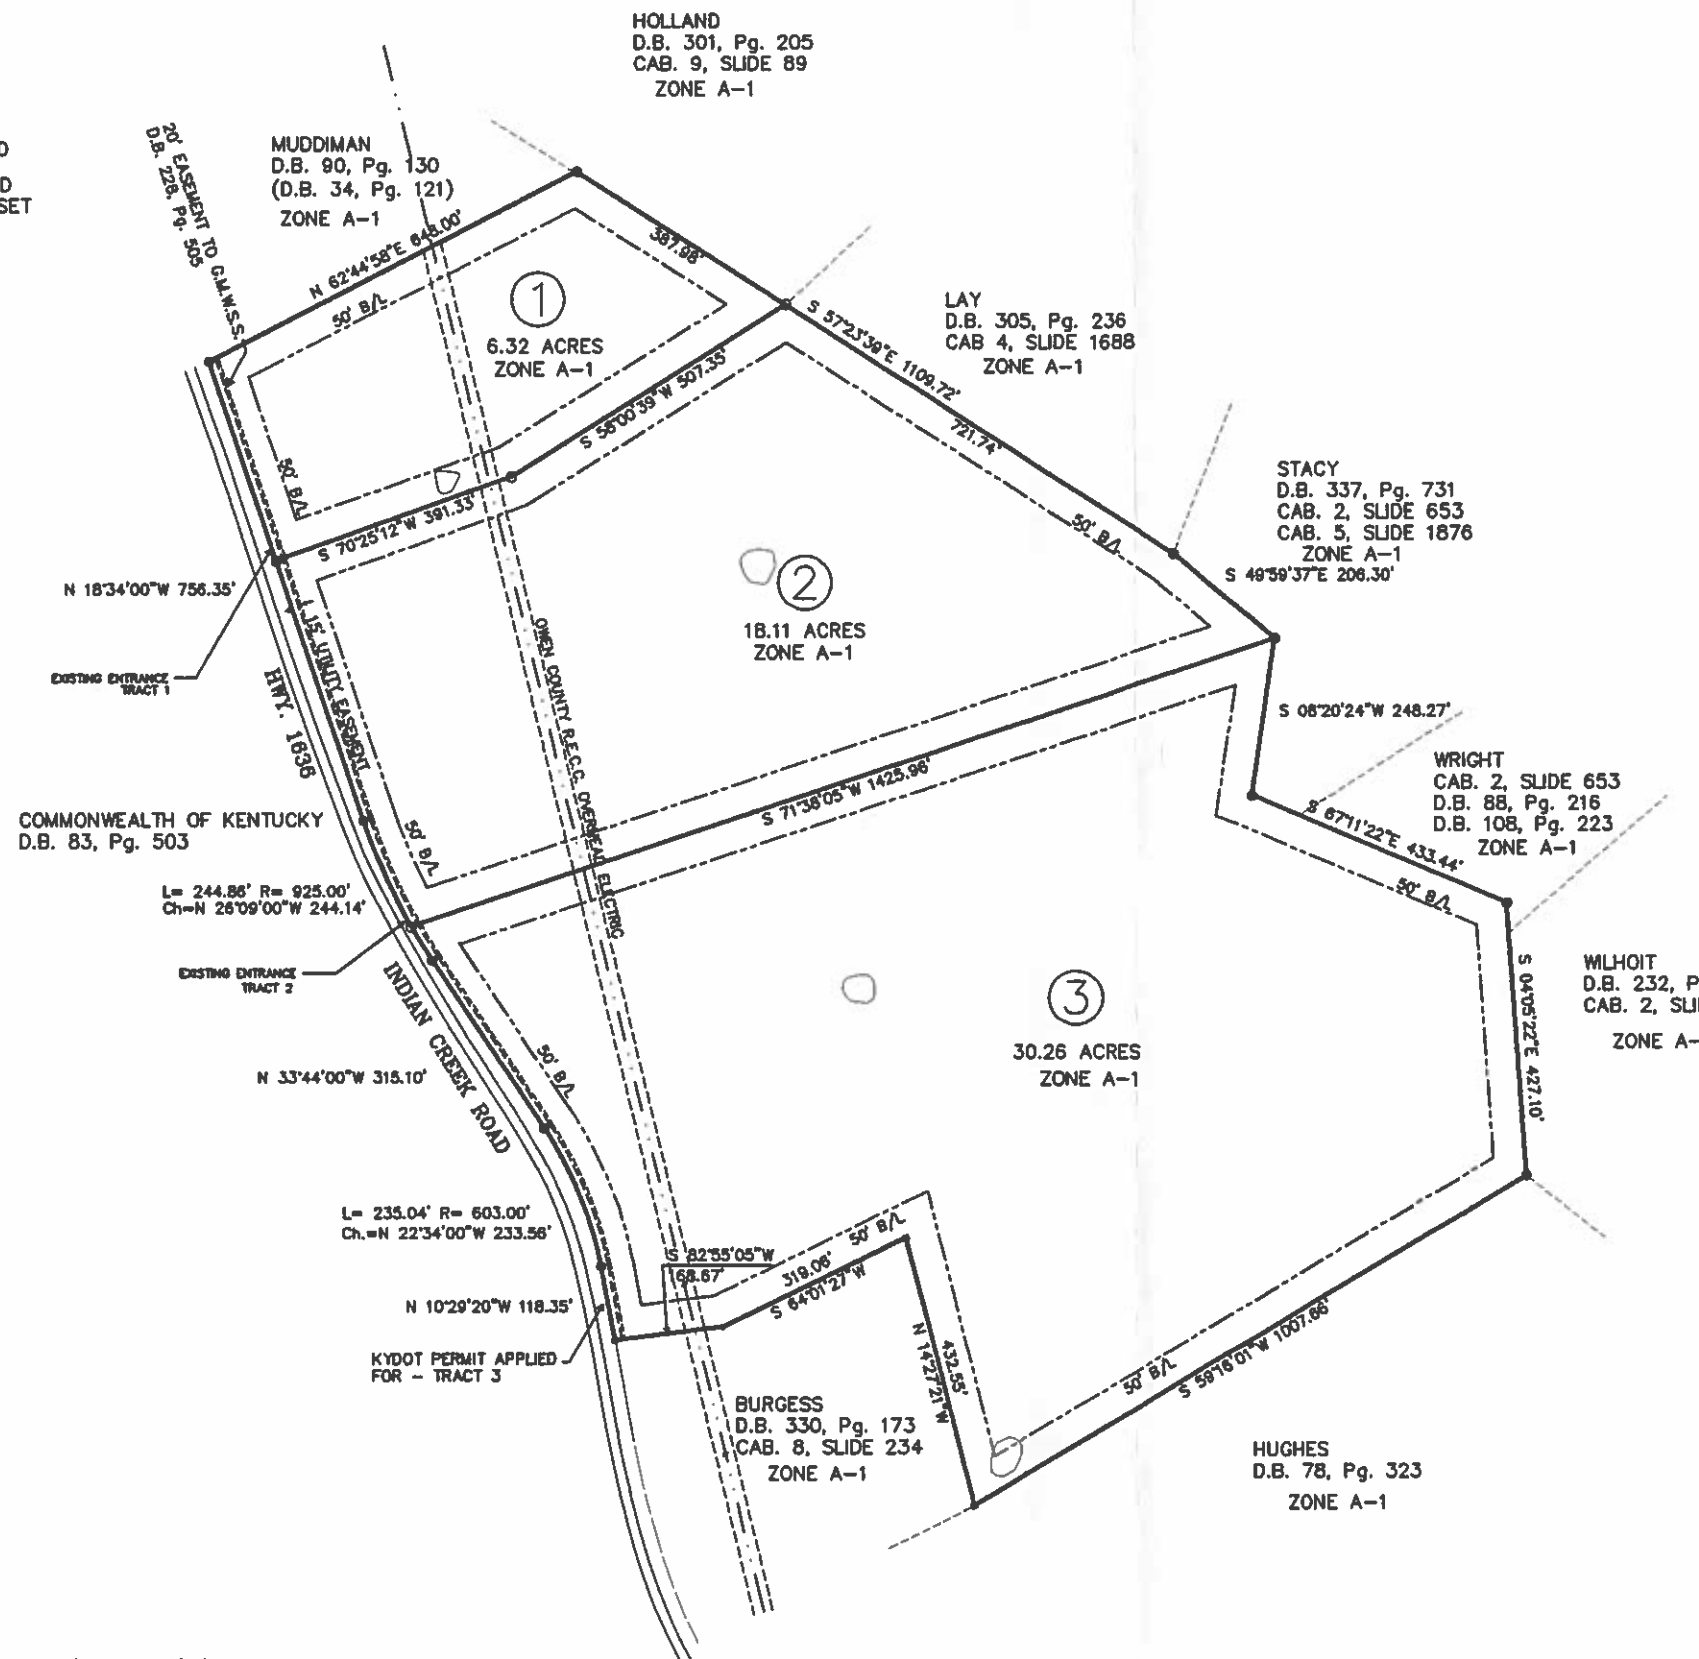 HOLLAND
D.B. 301, Pg. 205
CAB. 9, SLIDE 89
ZONE A-1
D
D
SET
20' EASEMENT TO G.M.W.S.S.
D.B. 228, Pg. 505
MUDDIMAN
D.B. 90, Pg. 130
(D.B. 34, Pg. 121)
ZONE A-1
N 62°44'58"E 648.00'
50' B/L
387.98'
1
6.32 ACRES
ZONE A-1
S 57°23'39"E 1109.72'
721.74'
LAY
D.B. 305, Pg. 236
CAB 4, SLIDE 1688
ZONE A-1
S 58°00'39"W 507.35'
50' B/L
S 70°25'12"W 391.33'
STACY
D.B. 337, Pg. 731
CAB. 2, SLIDE 653
CAB. 5, SLIDE 1876
ZONE A-1
S 49°59'37"E 206.30'
50' B/L
N 18°34'00"W 756.35'
2
18.11 ACRES
ZONE A-1
EXISTING ENTRANCE
TRACT 1
15' UTILITY EASEMENT
HWY. 1636
OWEN COUNTY R.E.C.C. OVERHEAD ELECTRIC
S 08°20'24"W 248.27'
S 71°38'05"W 1425.96'
WRIGHT
CAB. 2, SLIDE 653
D.B. 88, Pg. 216
D.B. 108, Pg. 223
ZONE A-1
S 67°11'22"E 433.44'
50' B/L
COMMONWEALTH OF KENTUCKY
D.B. 83, Pg. 503
50' B/L
L= 244.86' R= 925.00'
Ch=N 26°09'00"W 244.14'
EXISTING ENTRANCE
TRACT 2
INDIAN CREEK ROAD
WILHOIT
D.B. 232, P
CAB. 2, SLI
ZONE A-
S 04°05'22"E 427.10'
3
30.26 ACRES
ZONE A-1
N 33°44'00"W 315.10'
50' B/L
L= 235.04' R= 603.00'
Ch.=N 22°34'00"W 233.56'
S 82°55'05"W
168.67'
50' B/L
319.06'
S 64°01'27"W
N 10°29'20"W 118.35'
KYDOT PERMIT APPLIED
FOR - TRACT 3
432.55'
N 14°27'21"W
50' B/L
S 59°16'01"W 1007.66'
BURGESS
D.B. 330, Pg. 173
CAB. 8, SLIDE 234
ZONE A-1
HUGHES
D.B. 78, Pg. 323
ZONE A-1